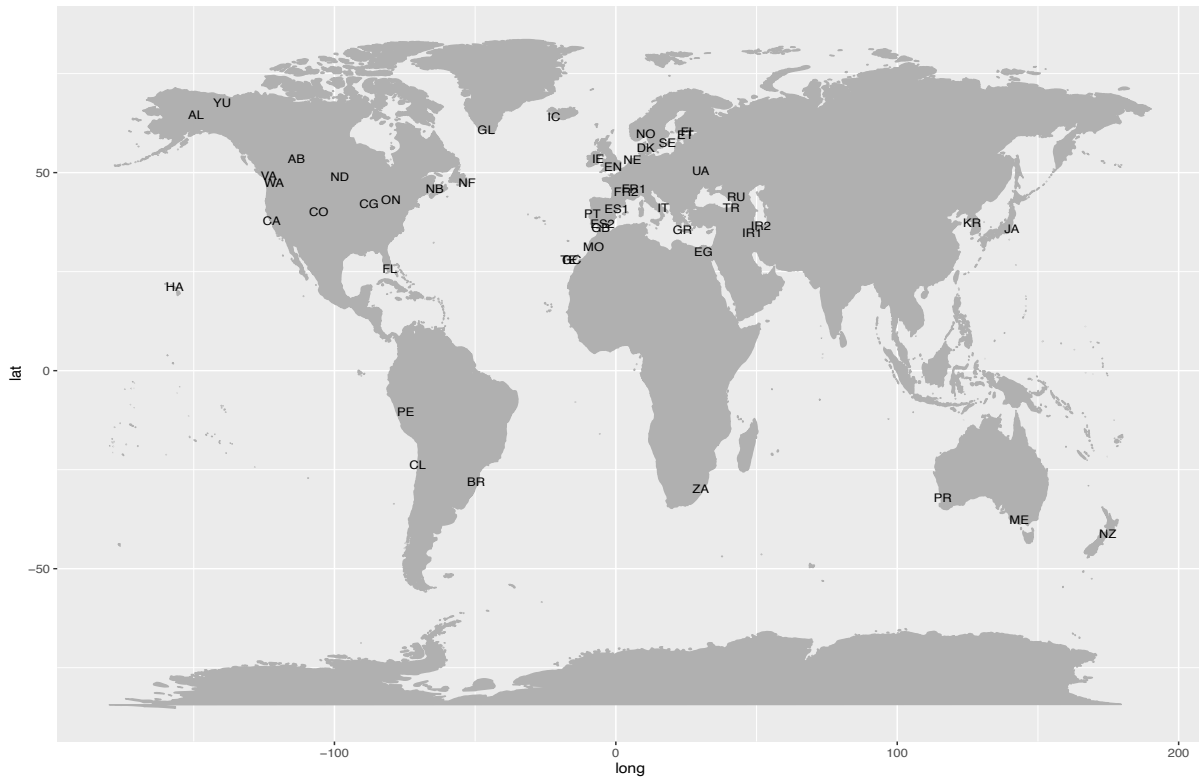 YU
AL
IC
GL
NO
FI
ET
SE
DK
AB
IE
NE
EN
UA
VA
WA
ND
NF
NB
FR1
FR2
RU
ON
CG
IT
TR
ES1
CO
PT
CA
ES2
GB
KR
IR2
JA
GR
IR1
MO
EG
GC
FL
HA
PE
CL
BR
ZA
PR
ME
NZ
50
0
−50
lat
−100
0
100
200
long